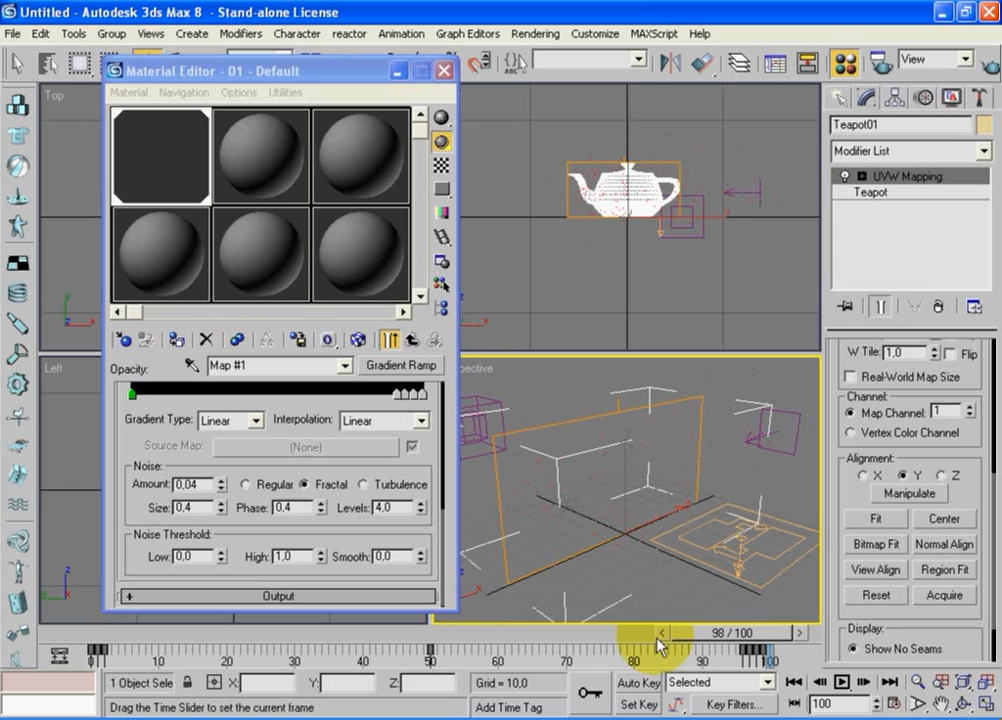 Untitled - Autodesk 3ds Max 8 - Stand-alone License
File Edit Tools Group Views Create Modifiers Character reactor Animation Graph Editors Rendering Customize MAXScript Help
View
Material Editor - 01 - Default
Material Navigation Options Utilities
Top
Teapot01
Modifier List
UVW Mapping
Teapot
Opacity: Map #1 Gradient Ramp
Left
spective
W Tile: 1,0 Flip
Real-World Map Size
Channel:
Map Channel: 1
Vertex Color Channel
Gradient Type: Linear Interpolation: Linear
Source Map: (None)
Noise:
Amount: 0,04 Regular Fractal Turbulence
Size: 0,4 Phase: 0,4 Levels: 4,0
Noise Threshold:
Low: 0,0 High: 1,0 Smooth: 0,0
Output
Alignment:
X Y Z
Manipulate
Fit Center
Bitmap Fit Normal Align
View Align Region Fit
Reset Acquire
Display:
Show No Seams
98 / 100
10 20 30 40 50 60 70 80 90 100
1 Object Sele X: Y: Z: Grid = 10,0 Auto Key Selected
Drag the Time Slider to set the current frame Add Time Tag Set Key Key Filters... 100